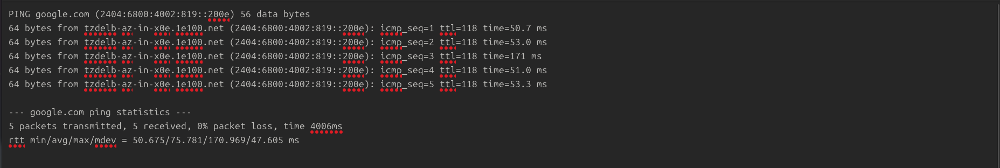 PING google.com (2404:6800:4002:819::200e) 56 data bytes
64 bytes from tzdelb-az-in-x0e.1e100.net (2404:6800:4002:819::200e): icmp_seq=1 ttl=118 time=50.7 ms
64 bytes from tzdelb-az-in-x0e.1e100.net (2404:6800:4002:819::200e): icmp_seq=2 ttl=118 time=53.0 ms
64 bytes from tzdelb-az-in-x0e.1e100.net (2404:6800:4002:819::200e): icmp_seq=3 ttl=118 time=171 ms
64 bytes from tzdelb-az-in-x0e.1e100.net (2404:6800:4002:819::200e): icmp_seq=4 ttl=118 time=51.0 ms
64 bytes from tzdelb-az-in-x0e.1e100.net (2404:6800:4002:819::200e): icmp_seq=5 ttl=118 time=53.3 ms
--- google.com ping statistics ---
5 packets transmitted, 5 received, 0% packet loss, time 4006ms
rtt min/avg/max/mdev = 50.675/75.781/170.969/47.605 ms